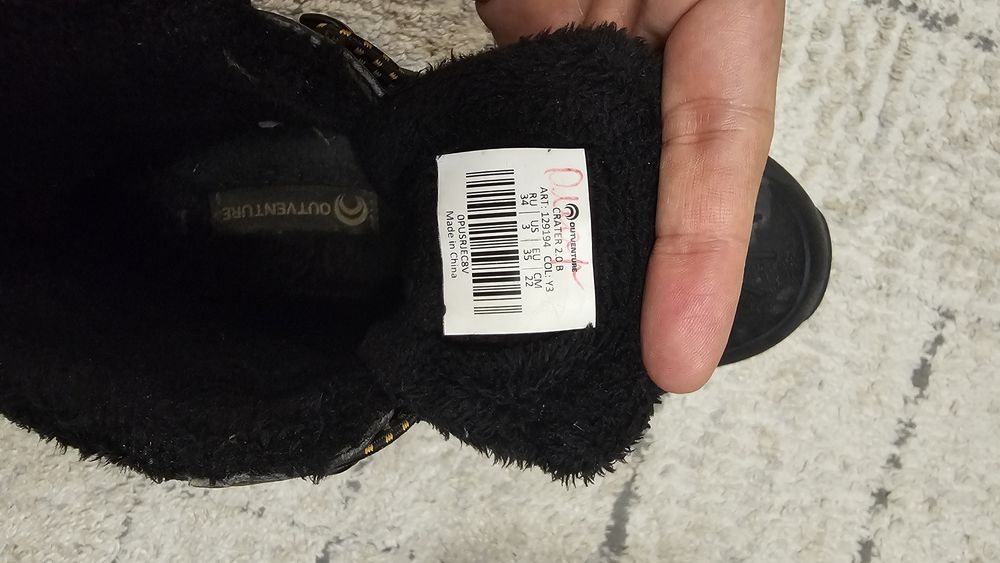 OUTVENTURE
OUTVENTURE
CRATER 2.0 B
ART: 129194 COL: Y3
RU | US | EU | CM
34 | 3 | 35 | 22
0PUSRJEC8V
Made in China